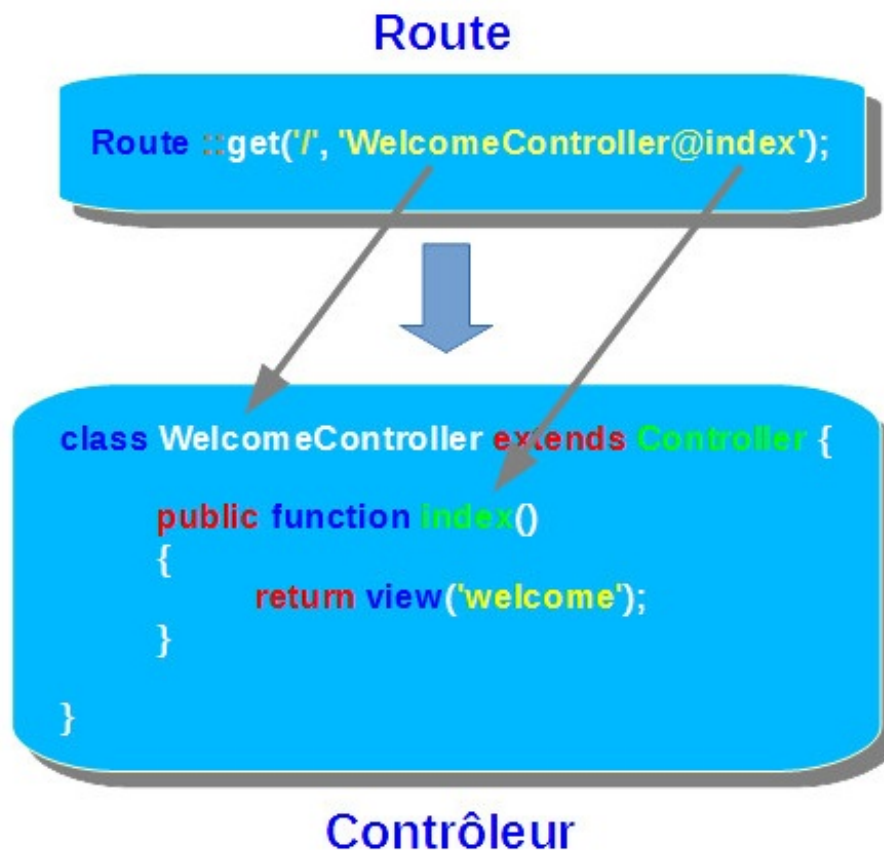 Route
Route ::get('/', 'WelcomeController@index');
class WelcomeController extends Controller {
public function index()
{
return view('welcome');
}
}
Contrôleur